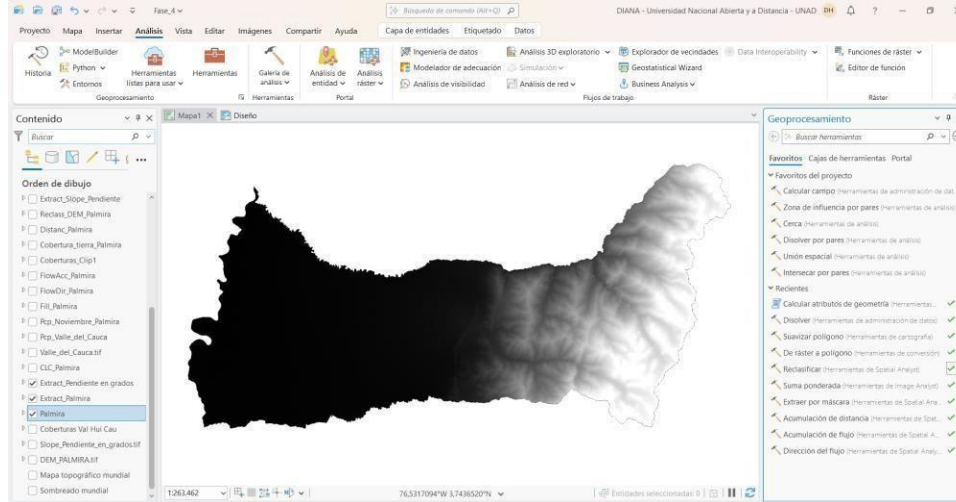 Fase_4
Búsqueda de comando (Alt+Q)
DIANA - Universidad Nacional Abierta y a Distancia - UNAD
DH
?
Proyecto Mapa Insertar Análisis Vista Editar Imágenes Compartir Ayuda Capa de entidades Etiquetado Datos
Historia
ModelBuilder
Python
Entornos
Herramientas listas para usar
Herramientas
Geoprocesamiento
Galería de análisis
Herramientas
Análisis de entidad
Análisis ráster
Portal
Ingeniería de datos
Modelador de adecuación
Análisis de visibilidad
Análisis 3D exploratorio
Simulación
Análisis de red
Explorador de vecindades
Geostatistical Wizard
Business Analysis
Data Interoperability
Flujos de trabajo
Funciones de ráster
Editor de función
Ráster
Contenido
Buscar
Orden de dibujo
Extract_Slope_Pendiente
Reclass_DEM_Palmira
Distanc_Palmira
Cobertura_tierra_Palmira
Coberturas_Clip1
FlowAcc_Palmira
FlowDir_Palmira
Fill_Palmira
Pcp_Noviembre_Palmira
Pcp_Valle_del_Cauca
Valle_del_Cauca.tif
CLC_Palmira
Extract_Pendiente en grados
Extract_Palmira
Palmira
Coberturas Val Hui Cau
Slope_Pendiente_en_grados.tif
DEM_PALMIRA.tif
Mapa topográfico mundial
Sombreado mundial
Mapa1 Diseño
1:263.462
76,5317094°W 3,7436520°N
Entidades seleccionadas: 0
Geoprocesamiento
Buscar herramientas
Favoritos Cajas de herramientas Portal
Favoritos del proyecto
Calcular campo (Herramientas de administración de dat...
Zona de influencia por pares (Herramientas de análisis)
Cerca (Herramientas de análisis)
Disolver por pares (Herramientas de análisis)
Unión espacial (Herramientas de análisis)
Intersecar por pares (Herramientas de análisis)
Recientes
Calcular atributos de geometría (Herramientas...
Disolver (Herramientas de administración de datos)
Suavizar polígono (Herramientas de cartografía)
De ráster a polígono (Herramientas de conversión)
Reclasificar (Herramientas de Spatial Analyst)
Suma ponderada (Herramientas de Image Analyst)
Extraer por máscara (Herramientas de Spatial Ana...
Acumulación de distancia (Herramientas de Spat...
Acumulación de flujo (Herramientas de Spatial A...
Dirección del flujo (Herramientas de Spatial Analy...